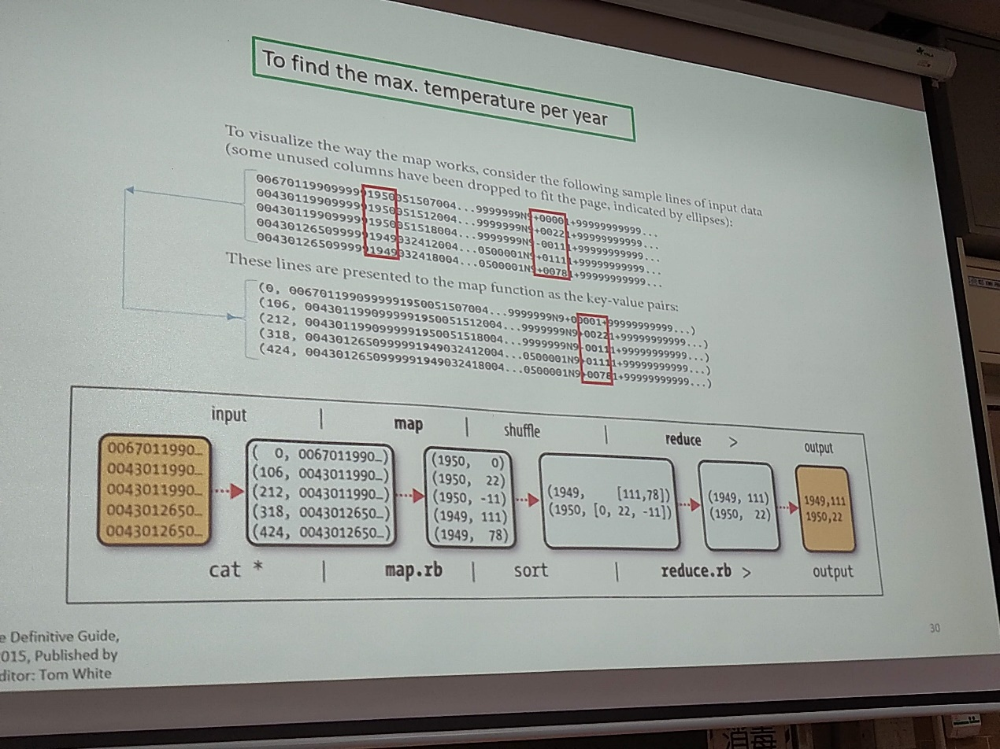 To find the max. temperature per year
To visualize the way the map works, consider the following sample lines of input data
(some unused columns have been dropped to fit the page, indicated by ellipses):
0067011990999991950051507004...9999999N9+00001+99999999999...
0043011990999991950051512004...9999999N9+00221+99999999999...
0043011990999991950051518004...9999999N9-00111+99999999999...
0043012650999991949032412004...0500001N9+01111+99999999999...
0043012650999991949032418004...0500001N9+00781+99999999999...
These lines are presented to the map function as the key-value pairs:
(0, 0067011990999991950051507004...9999999N9+00001+99999999999...)
(106, 0043011990999991950051512004...9999999N9+00221+99999999999...)
(212, 0043011990999991950051518004...9999999N9-00111+99999999999...)
(318, 0043012650999991949032412004...0500001N9+01111+99999999999...)
(424, 0043012650999991949032418004...0500001N9+00781+99999999999...)
input | map | shuffle | reduce > output
0067011990…
0043011990…
0043011990…
0043012650…
0043012650…
( 0, 0067011990…)
(106, 0043011990…)
(212, 0043011990…)
(318, 0043012650…)
(424, 0043012650…)
(1950, 0)
(1950, 22)
(1950, -11)
(1949, 111)
(1949, 78)
(1949, [111,78])
(1950, [0, 22, -11])
(1949, 111)
(1950, 22)
1949,111
1950,22
cat * | map.rb | sort | reduce.rb > output
30
e Definitive Guide,
015, Published by
ditor: Tom White
消毒